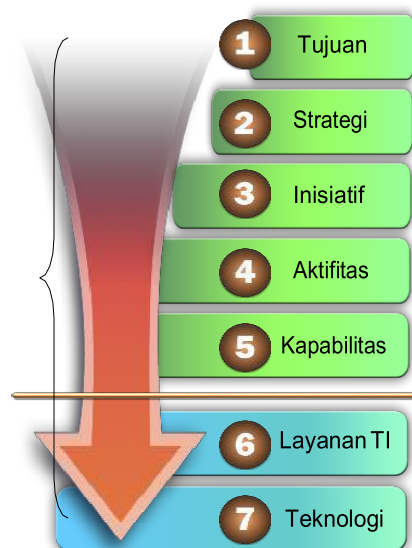 1 Tujuan
2 Strategi
3 Inisiatif
4 Aktifitas
5 Kapabilitas
6 Layanan TI
7 Teknologi